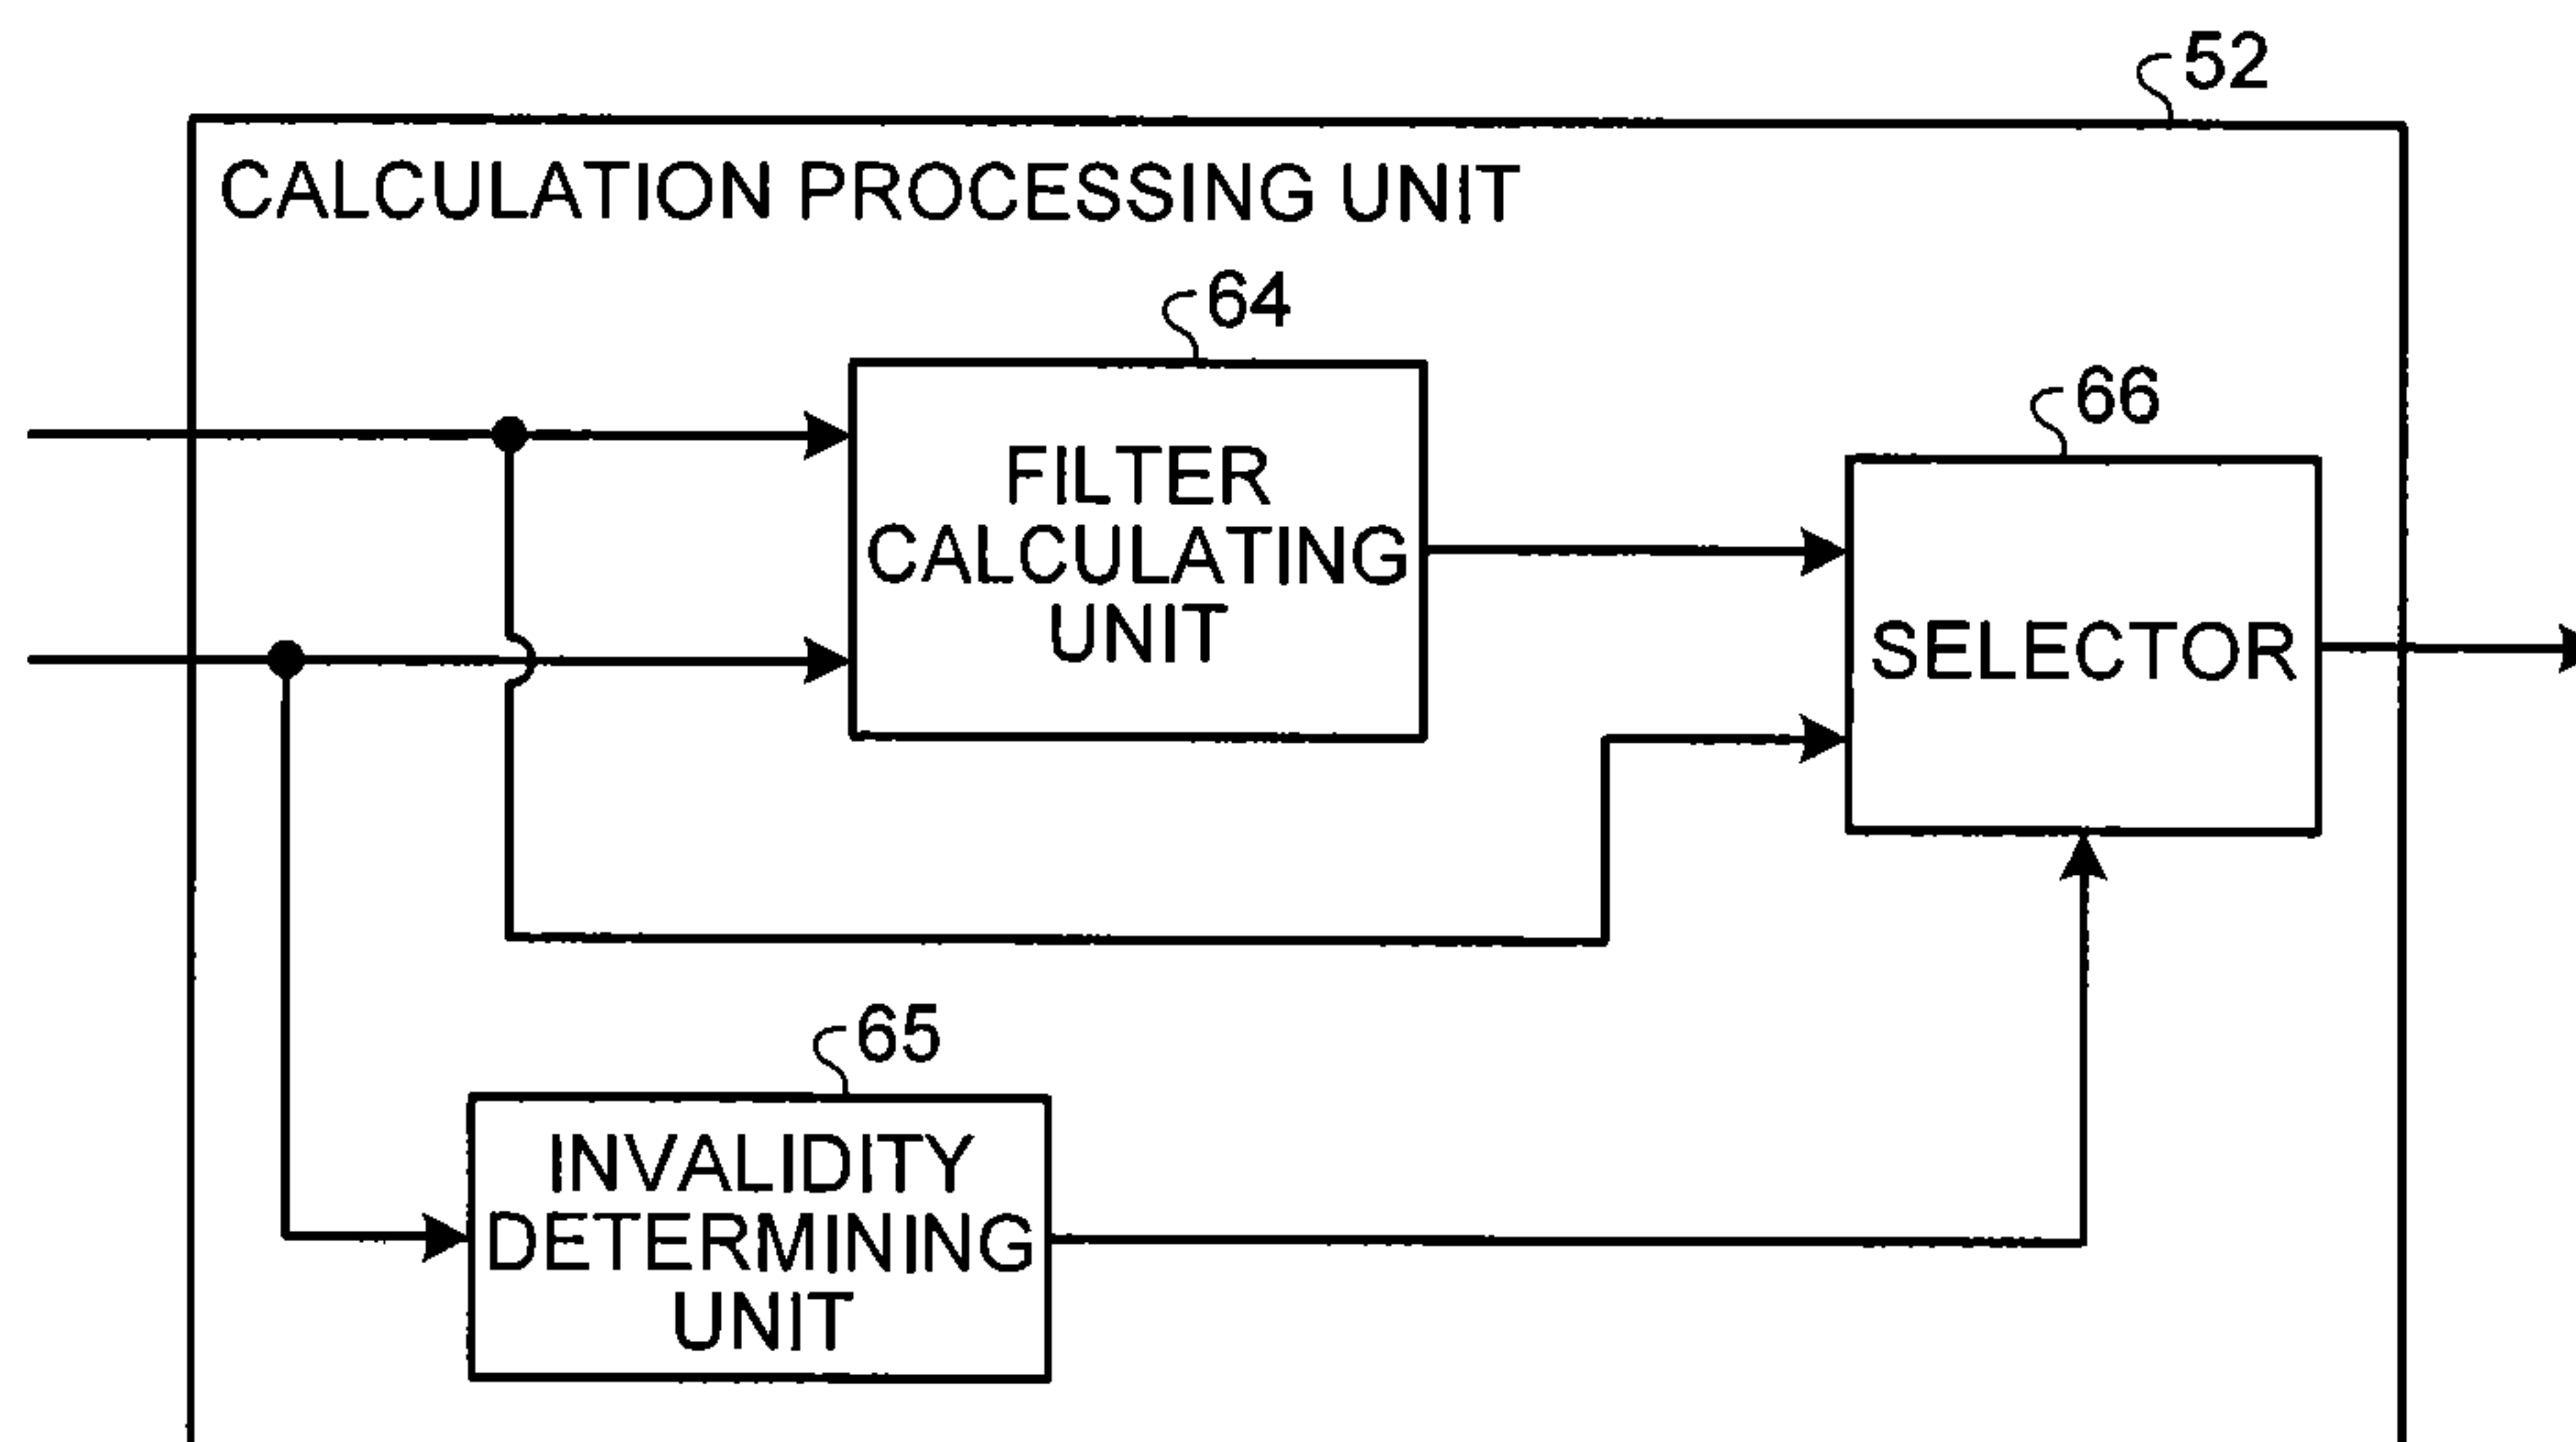 52
CALCULATION PROCESSING UNIT
64
FILTER
CALCULATING
UNIT
66
SELECTOR
65
INVALIDITY
DETERMINING
UNIT